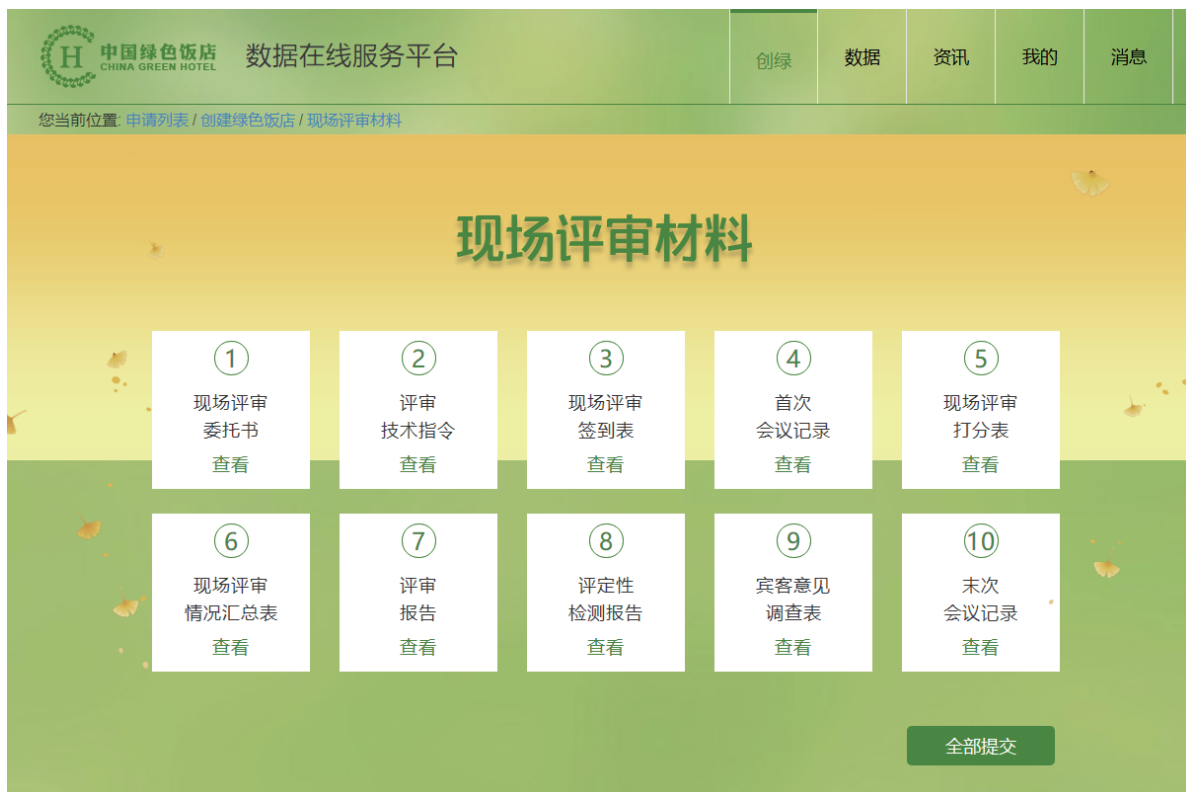 H 中国绿色饭店 数据在线服务平台 创绿 数据 资讯 我的 消息
CHINA GREEN HOTEL
您当前位置: 申请列表 / 创建绿色饭店 / 现场评审材料
现场评审材料
1
现场评审
委托书
查看
2
评审
技术指令
查看
3
现场评审
签到表
查看
4
首次
会议记录
查看
5
现场评审
打分表
查看
6
现场评审
情况汇总表
查看
7
评审
报告
查看
8
评定性
检测报告
查看
9
宾客意见
调查表
查看
10
末次
会议记录
查看
全部提交